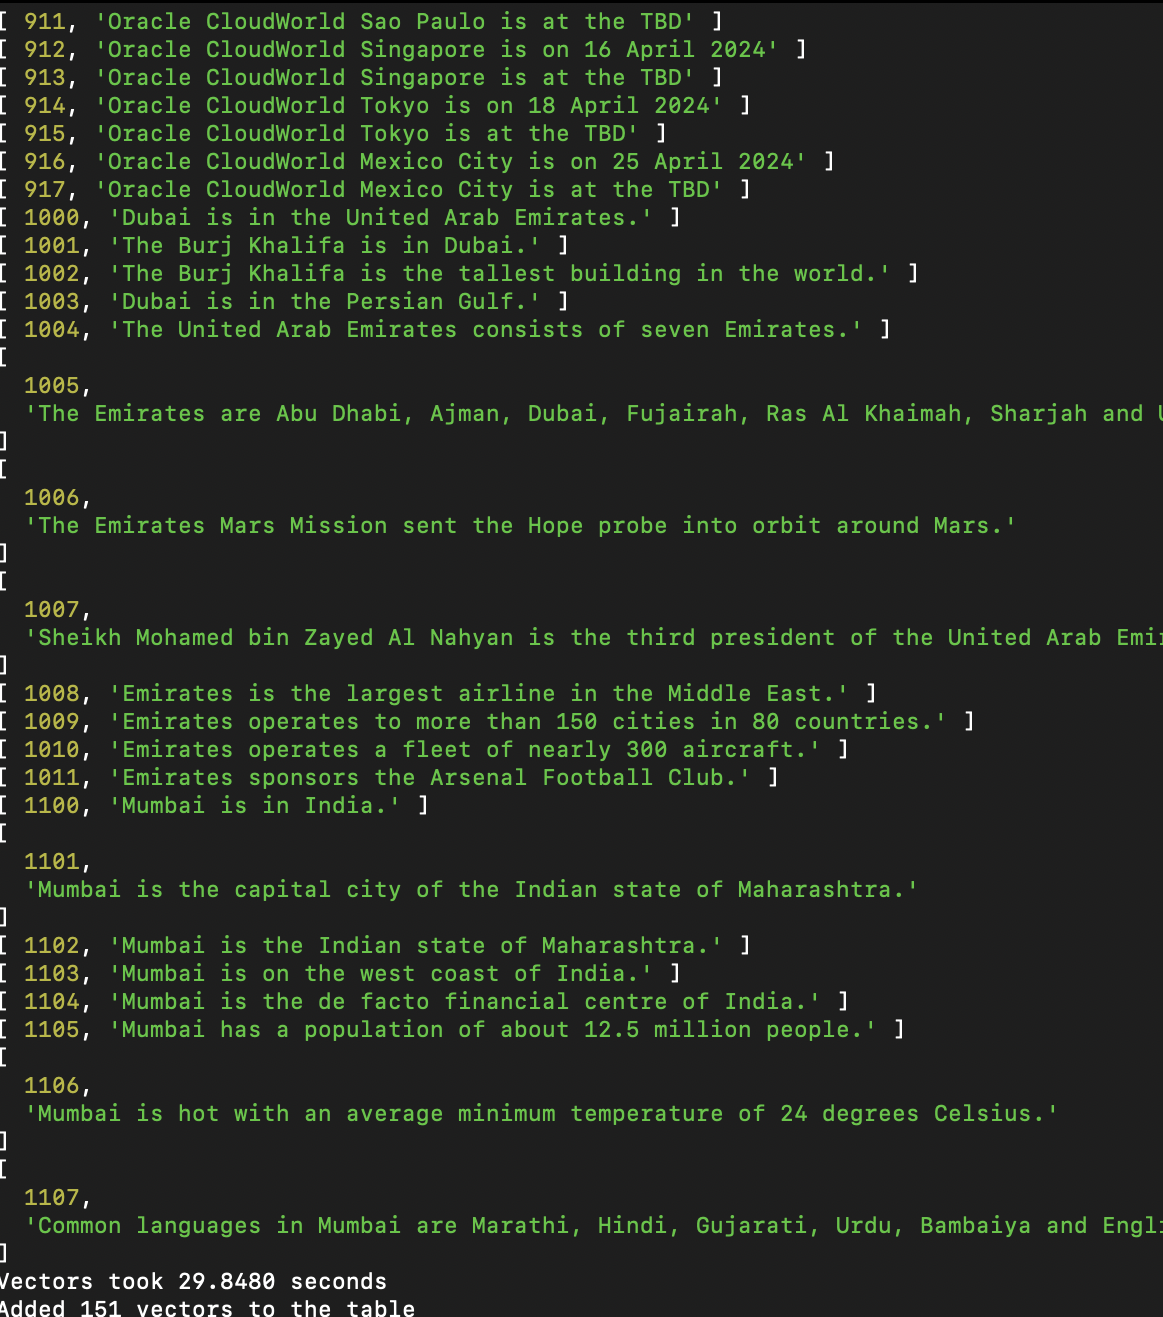 [ 911, 'Oracle CloudWorld Sao Paulo is at the TBD' ]
[ 912, 'Oracle CloudWorld Singapore is on 16 April 2024' ]
[ 913, 'Oracle CloudWorld Singapore is at the TBD' ]
[ 914, 'Oracle CloudWorld Tokyo is on 18 April 2024' ]
[ 915, 'Oracle CloudWorld Tokyo is at the TBD' ]
[ 916, 'Oracle CloudWorld Mexico City is on 25 April 2024' ]
[ 917, 'Oracle CloudWorld Mexico City is at the TBD' ]
[ 1000, 'Dubai is in the United Arab Emirates.' ]
[ 1001, 'The Burj Khalifa is in Dubai.' ]
[ 1002, 'The Burj Khalifa is the tallest building in the world.' ]
[ 1003, 'Dubai is in the Persian Gulf.' ]
[ 1004, 'The United Arab Emirates consists of seven Emirates.' ]
[
1005,
'The Emirates are Abu Dhabi, Ajman, Dubai, Fujairah, Ras Al Khaimah, Sharjah and
]
[
1006,
'The Emirates Mars Mission sent the Hope probe into orbit around Mars.'
]
[
1007,
'Sheikh Mohamed bin Zayed Al Nahyan is the third president of the United Arab Emi
]
[ 1008, 'Emirates is the largest airline in the Middle East.' ]
[ 1009, 'Emirates operates to more than 150 cities in 80 countries.' ]
[ 1010, 'Emirates operates a fleet of nearly 300 aircraft.' ]
[ 1011, 'Emirates sponsors the Arsenal Football Club.' ]
[ 1100, 'Mumbai is in India.' ]
[
1101,
'Mumbai is the capital city of the Indian state of Maharashtra.'
]
[ 1102, 'Mumbai is the Indian state of Maharashtra.' ]
[ 1103, 'Mumbai is on the west coast of India.' ]
[ 1104, 'Mumbai is the de facto financial centre of India.' ]
[ 1105, 'Mumbai has a population of about 12.5 million people.' ]
[
1106,
'Mumbai is hot with an average minimum temperature of 24 degrees Celsius.'
]
[
1107,
'Common languages in Mumbai are Marathi, Hindi, Gujarati, Urdu, Bambaiya and Engli
]
Vectors took 29.8480 seconds
Added 151 vectors to the table